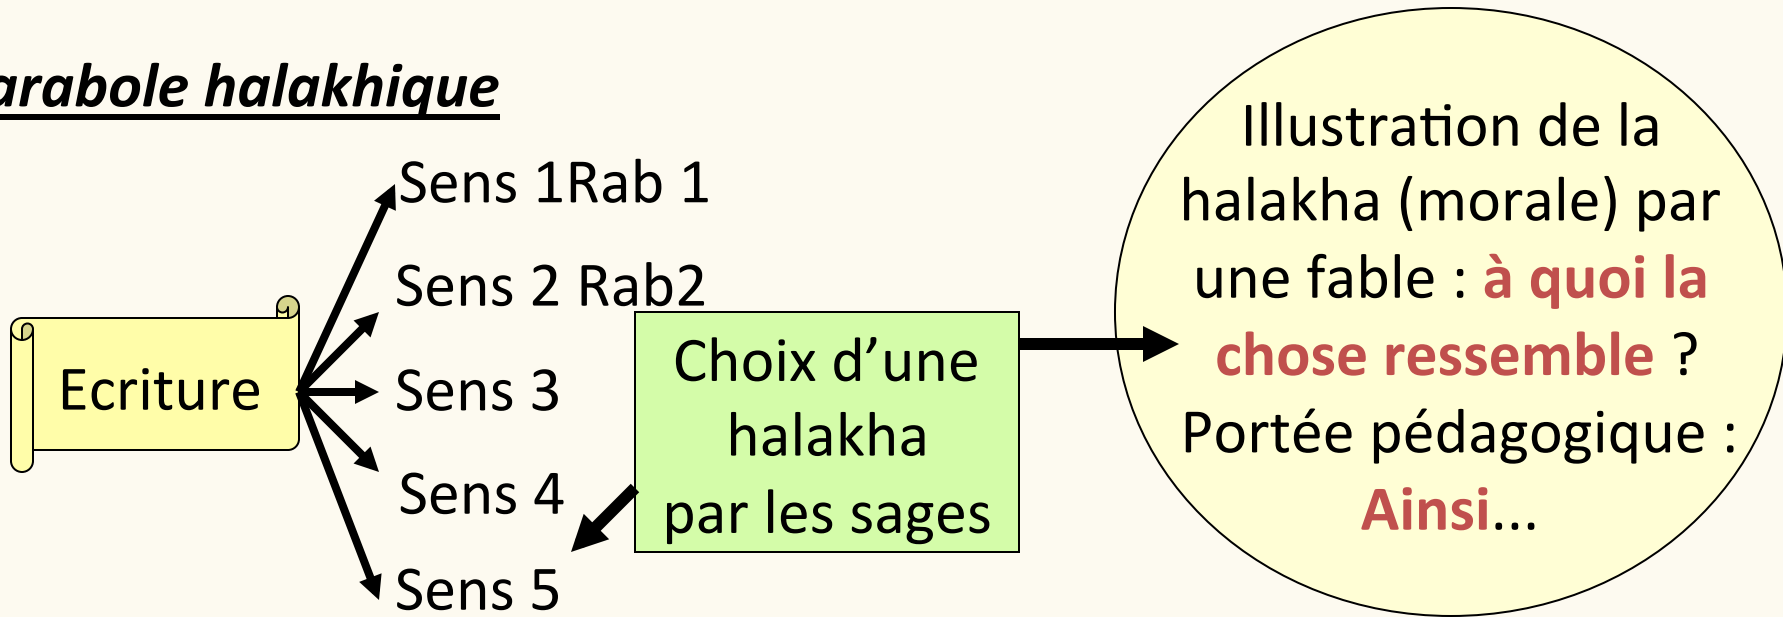 arabole halakhique
Sens 1Rab 1
Sens 2 Rab2
Ecriture
Sens 3
Sens 4
Sens 5
Choix d’une
halakha
par les sages
Illustration de la
halakha (morale) par
une fable : à quoi la
chose ressemble ?
Portée pédagogique :
Ainsi...